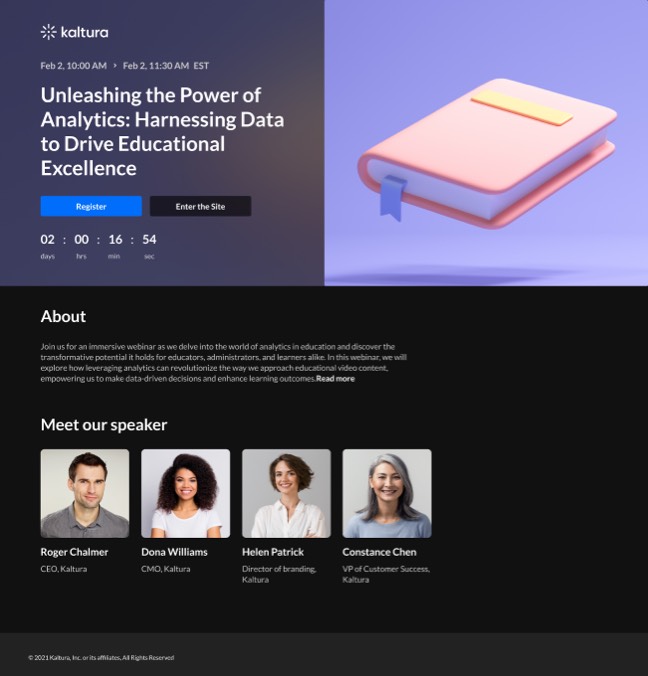 kaltura
Feb 2, 10:00 AM > Feb 2, 11:30 AM EST
Unleashing the Power of
Analytics: Harnessing Data
to Drive Educational
Excellence
Register
Enter the Site
02 : 00 : 16 : 54
days hrs min sec
About
Join us for an immersive webinar as we delve into the world of analytics in education and discover the
transformative potential it holds for educators, administrators, and learners alike. In this webinar, we will
explore how leveraging analytics can revolutionize the way we approach educational video content,
empowering us to make data-driven decisions and enhance learning outcomes.Read more
Meet our speaker
Roger Chalmer
CEO, Kaltura
Dona Williams
CMO, Kaltura
Helen Patrick
Director of branding,
Kaltura
Constance Chen
VP of Customer Success,
Kaltura
© 2021 Kaltura, Inc. or its affiliates, All Rights Reserved